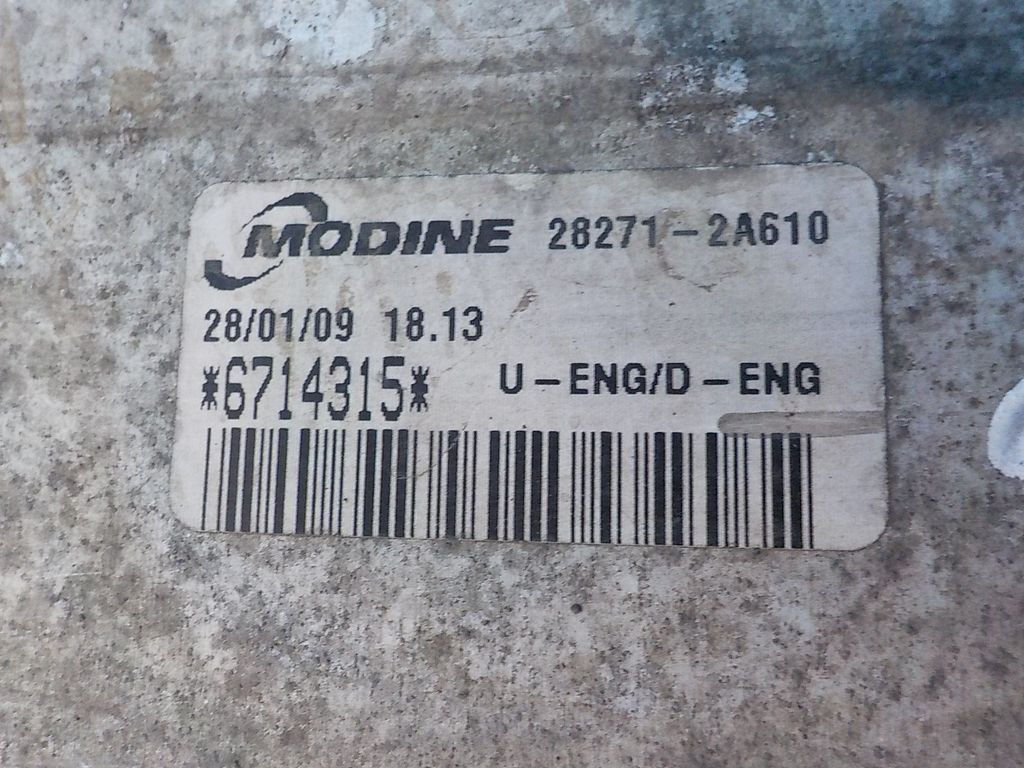 MODINE 28271-2A610
28/01/09 18.13
*6714315* U-ENG/D-ENG